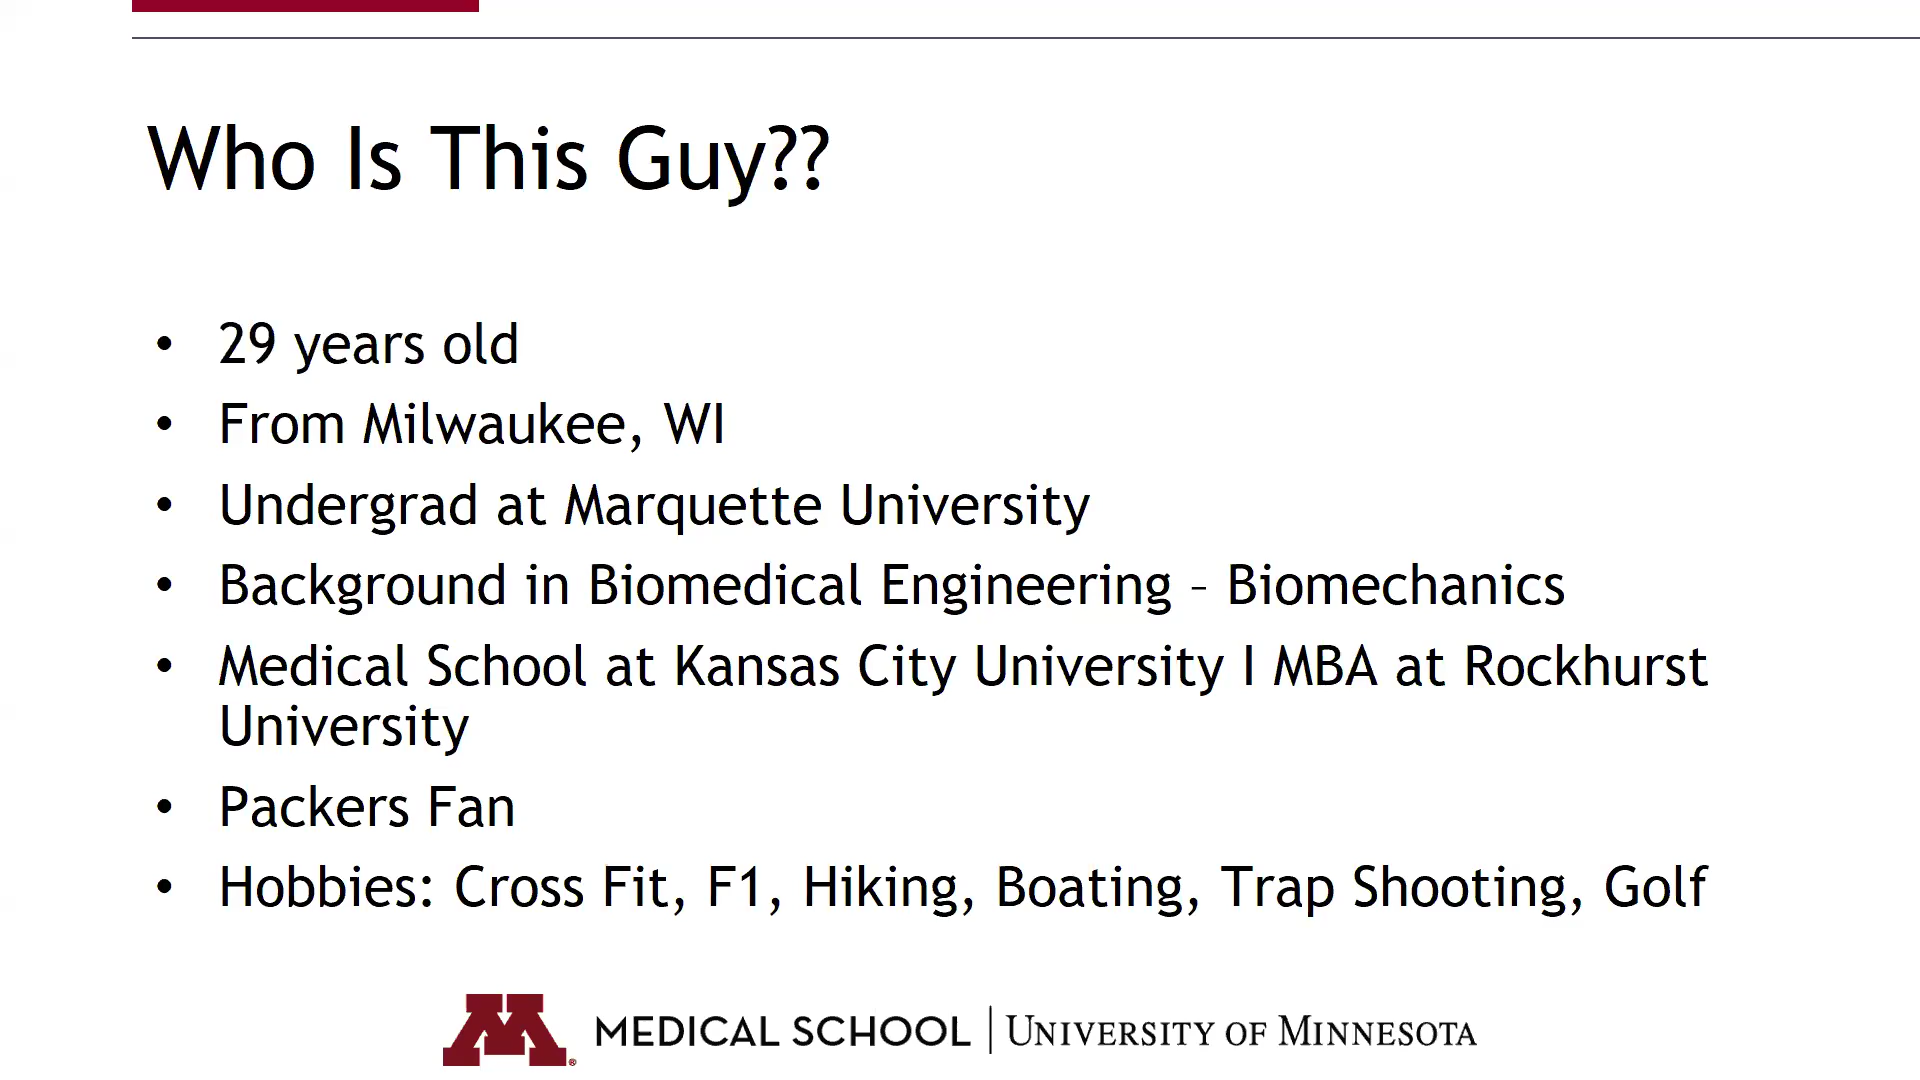 Who Is This Guy??
• 29 years old
• From Milwaukee, WI
• Undergrad at Marquette University
• Background in Biomedical Engineering – Biomechanics
• Medical School at Kansas City University I MBA at Rockhurst
University
• Packers Fan
• Hobbies: Cross Fit, F1, Hiking, Boating, Trap Shooting, Golf
M® MEDICAL SCHOOL | UNIVERSITY OF MINNESOTA